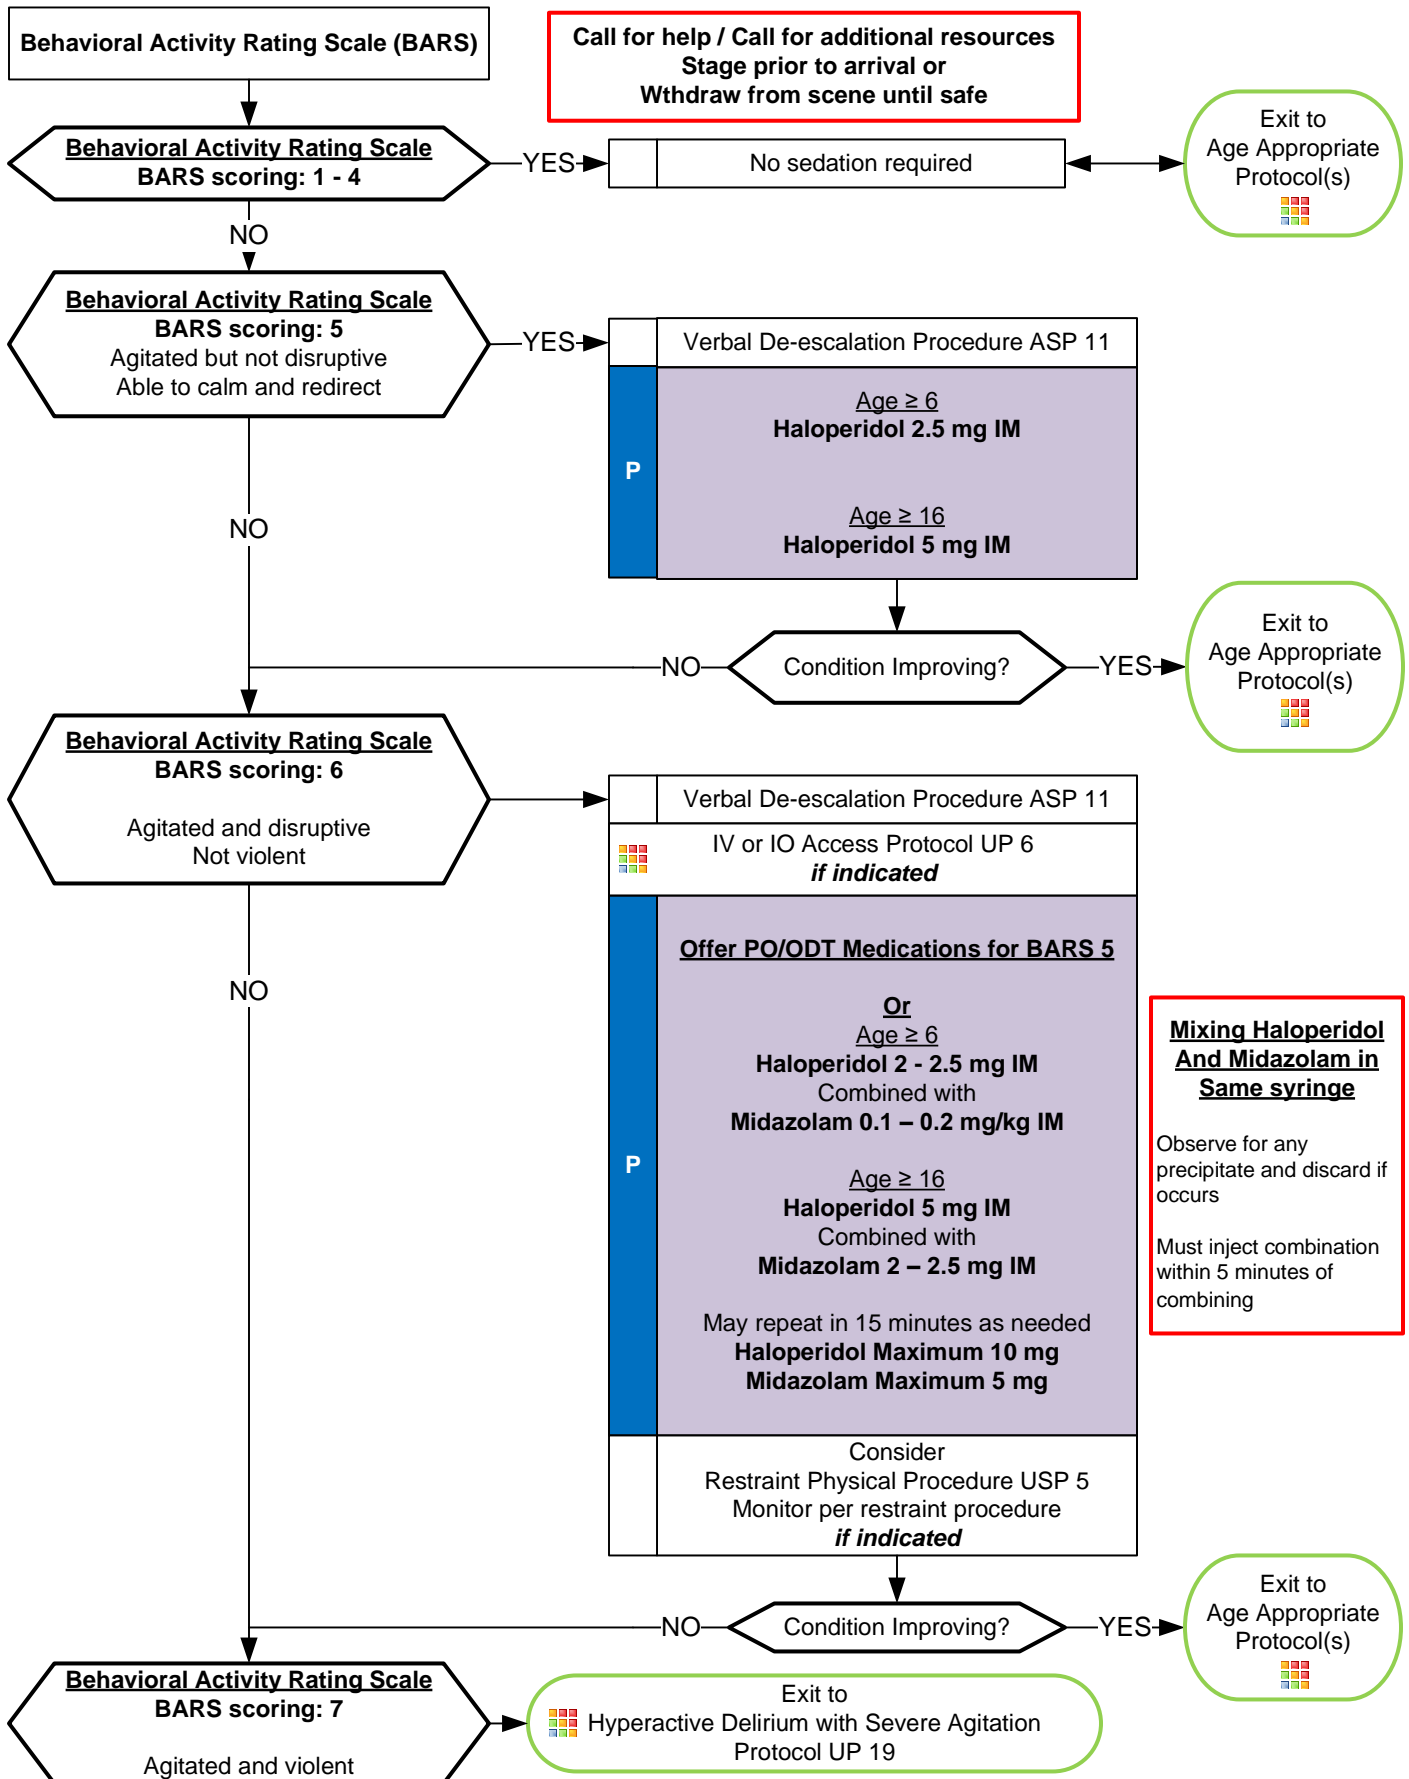 Behavioral Activity Rating Scale (BARS)
Call for help / Call for additional resources
Stage prior to arrival or
Wthdraw from scene until safe
Behavioral Activity Rating Scale
BARS scoring: 1 - 4
YES
No sedation required
Exit to
Age Appropriate
Protocol(s)
NO
Behavioral Activity Rating Scale
BARS scoring: 5
Agitated but not disruptive
Able to calm and redirect
YES
Verbal De-escalation Procedure ASP 11
P
Age ≥ 6
Haloperidol 2.5 mg IM
Age ≥ 16
Haloperidol 5 mg IM
NO
Condition Improving?
NO
YES
Exit to
Age Appropriate
Protocol(s)
Behavioral Activity Rating Scale
BARS scoring: 6
Agitated and disruptive
Not violent
Verbal De-escalation Procedure ASP 11
IV or IO Access Protocol UP 6
if indicated
P
Offer PO/ODT Medications for BARS 5
Or
Age ≥ 6
Haloperidol 2 - 2.5 mg IM
Combined with
Midazolam 0.1 – 0.2 mg/kg IM
Age ≥ 16
Haloperidol 5 mg IM
Combined with
Midazolam 2 – 2.5 mg IM
May repeat in 15 minutes as needed
Haloperidol Maximum 10 mg
Midazolam Maximum 5 mg
Consider
Restraint Physical Procedure USP 5
Monitor per restraint procedure
if indicated
Mixing Haloperidol
And Midazolam in
Same syringe
Observe for any
precipitate and discard if
occurs
Must inject combination
within 5 minutes of
combining
NO
Condition Improving?
NO
YES
Exit to
Age Appropriate
Protocol(s)
Behavioral Activity Rating Scale
BARS scoring: 7
Agitated and violent
Exit to
Hyperactive Delirium with Severe Agitation
Protocol UP 19